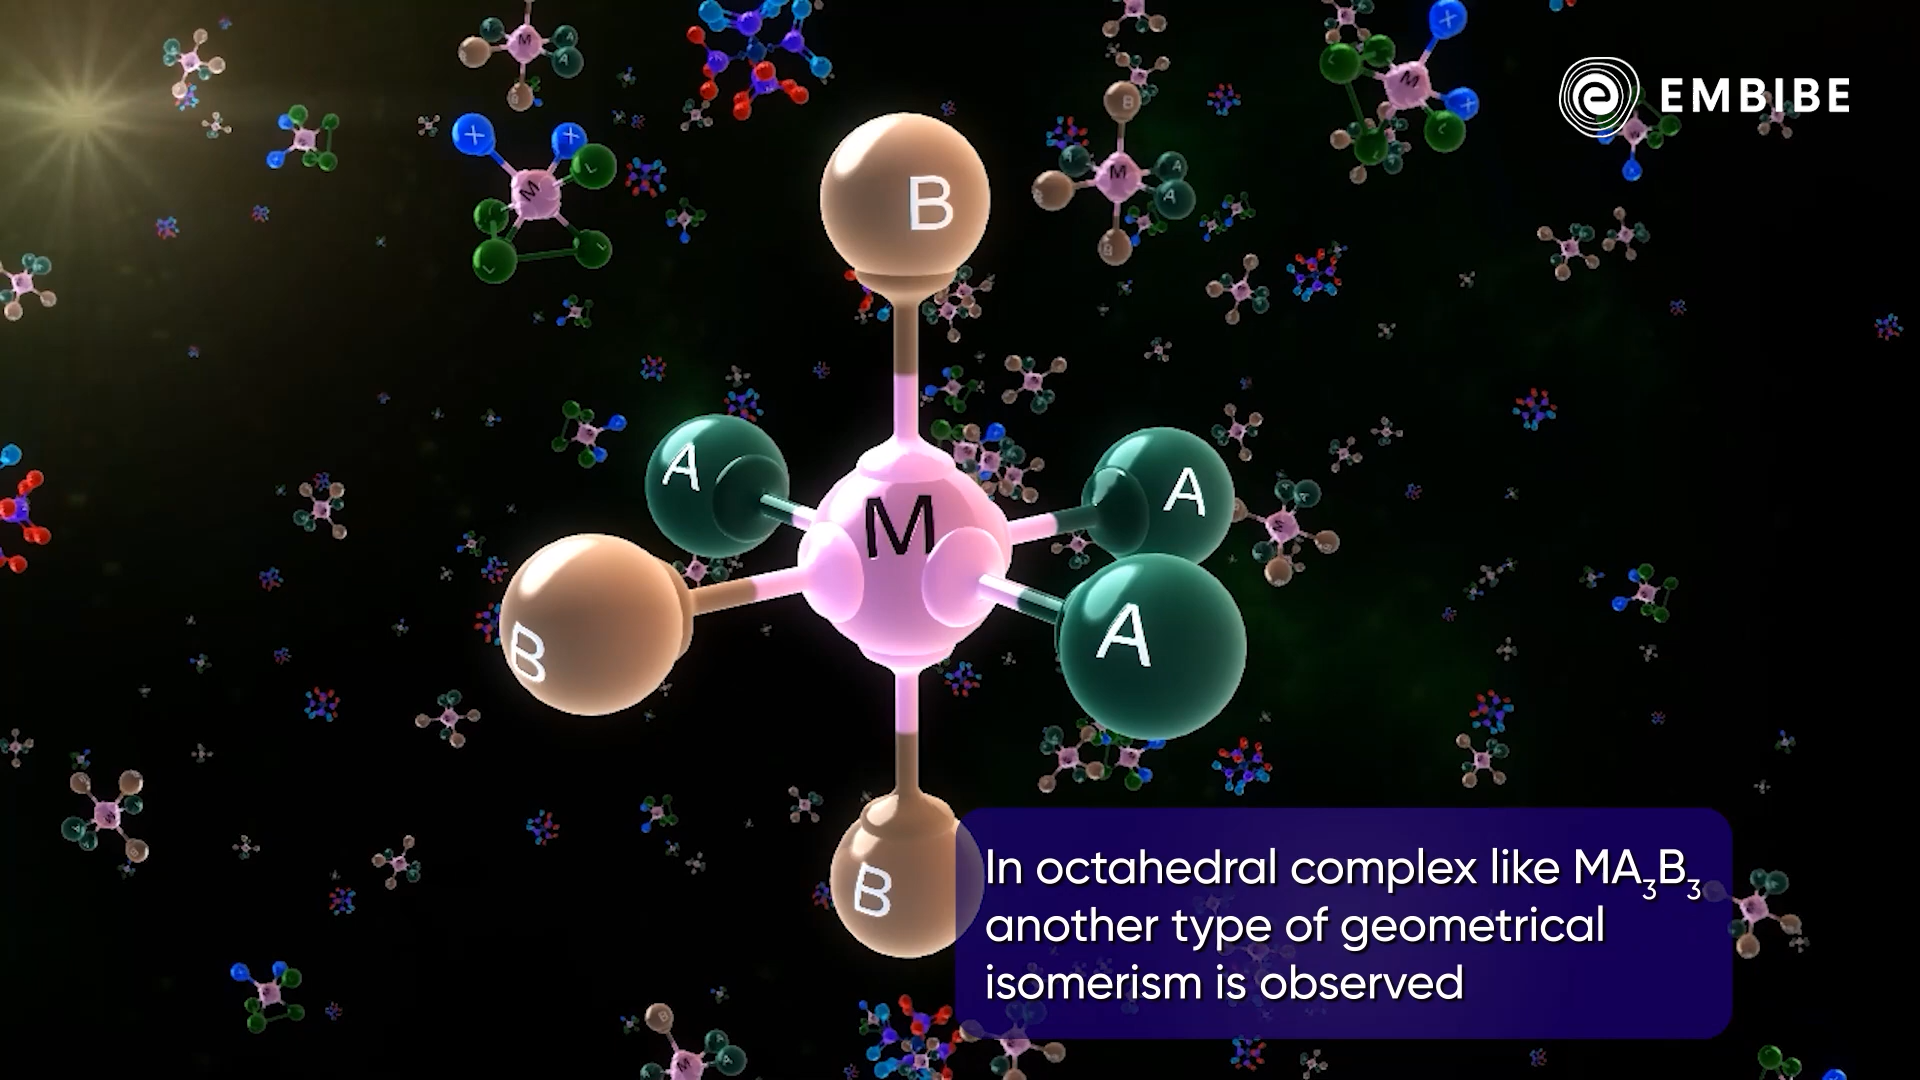 EMBIBE
B
A
A
M
B
A
B
In octahedral complex like MA₃B₃
another type of geometrical
isomerism is observed